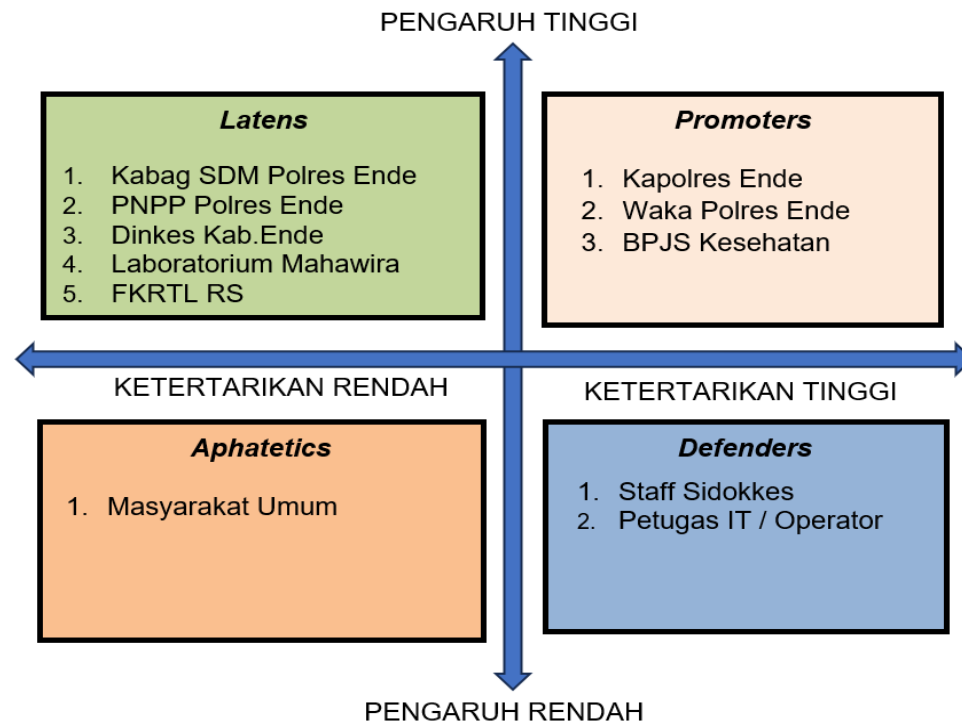 PENGARUH TINGGI
Latens
1. Kabag SDM Polres Ende
2. PNPP Polres Ende
3. Dinkes Kab.Ende
4. Laboratorium Mahawira
5. FKRTL RS
Promoters
1. Kapolres Ende
2. Waka Polres Ende
3. BPJS Kesehatan
KETERTARIKAN RENDAH
KETERTARIKAN TINGGI
Aphatetics
1. Masyarakat Umum
Defenders
1. Staff Sidokkes
2. Petugas IT / Operator
PENGARUH RENDAH